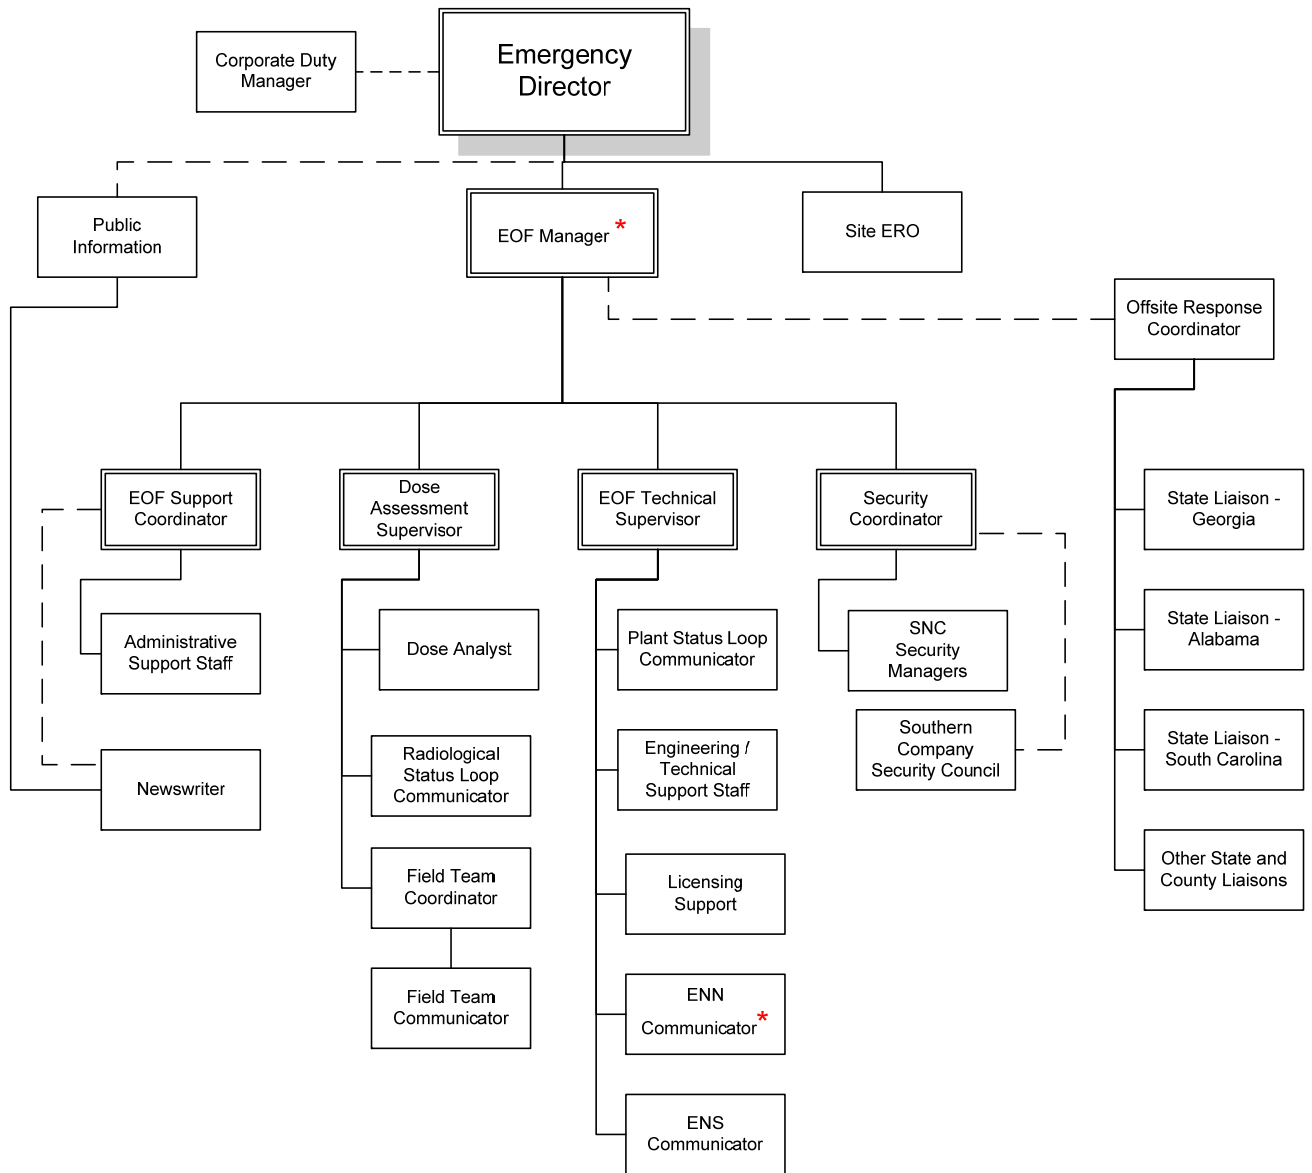 Emergency
Director
Corporate Duty
Manager
Public
Information
EOF Manager *
Site ERO
Offsite Response
Coordinator
EOF Support
Coordinator
Dose
Assessment
Supervisor
EOF Technical
Supervisor
Security
Coordinator
State Liaison -
Georgia
Administrative
Support Staff
Dose Analyst
Plant Status Loop
Communicator
SNC
Security
Managers
State Liaison -
Alabama
Newswriter
Radiological
Status Loop
Communicator
Engineering /
Technical
Support Staff
Southern
Company
Security Council
State Liaison -
South Carolina
Field Team
Coordinator
Licensing
Support
Other State and
County Liaisons
Field Team
Communicator
ENN
Communicator *
ENS
Communicator